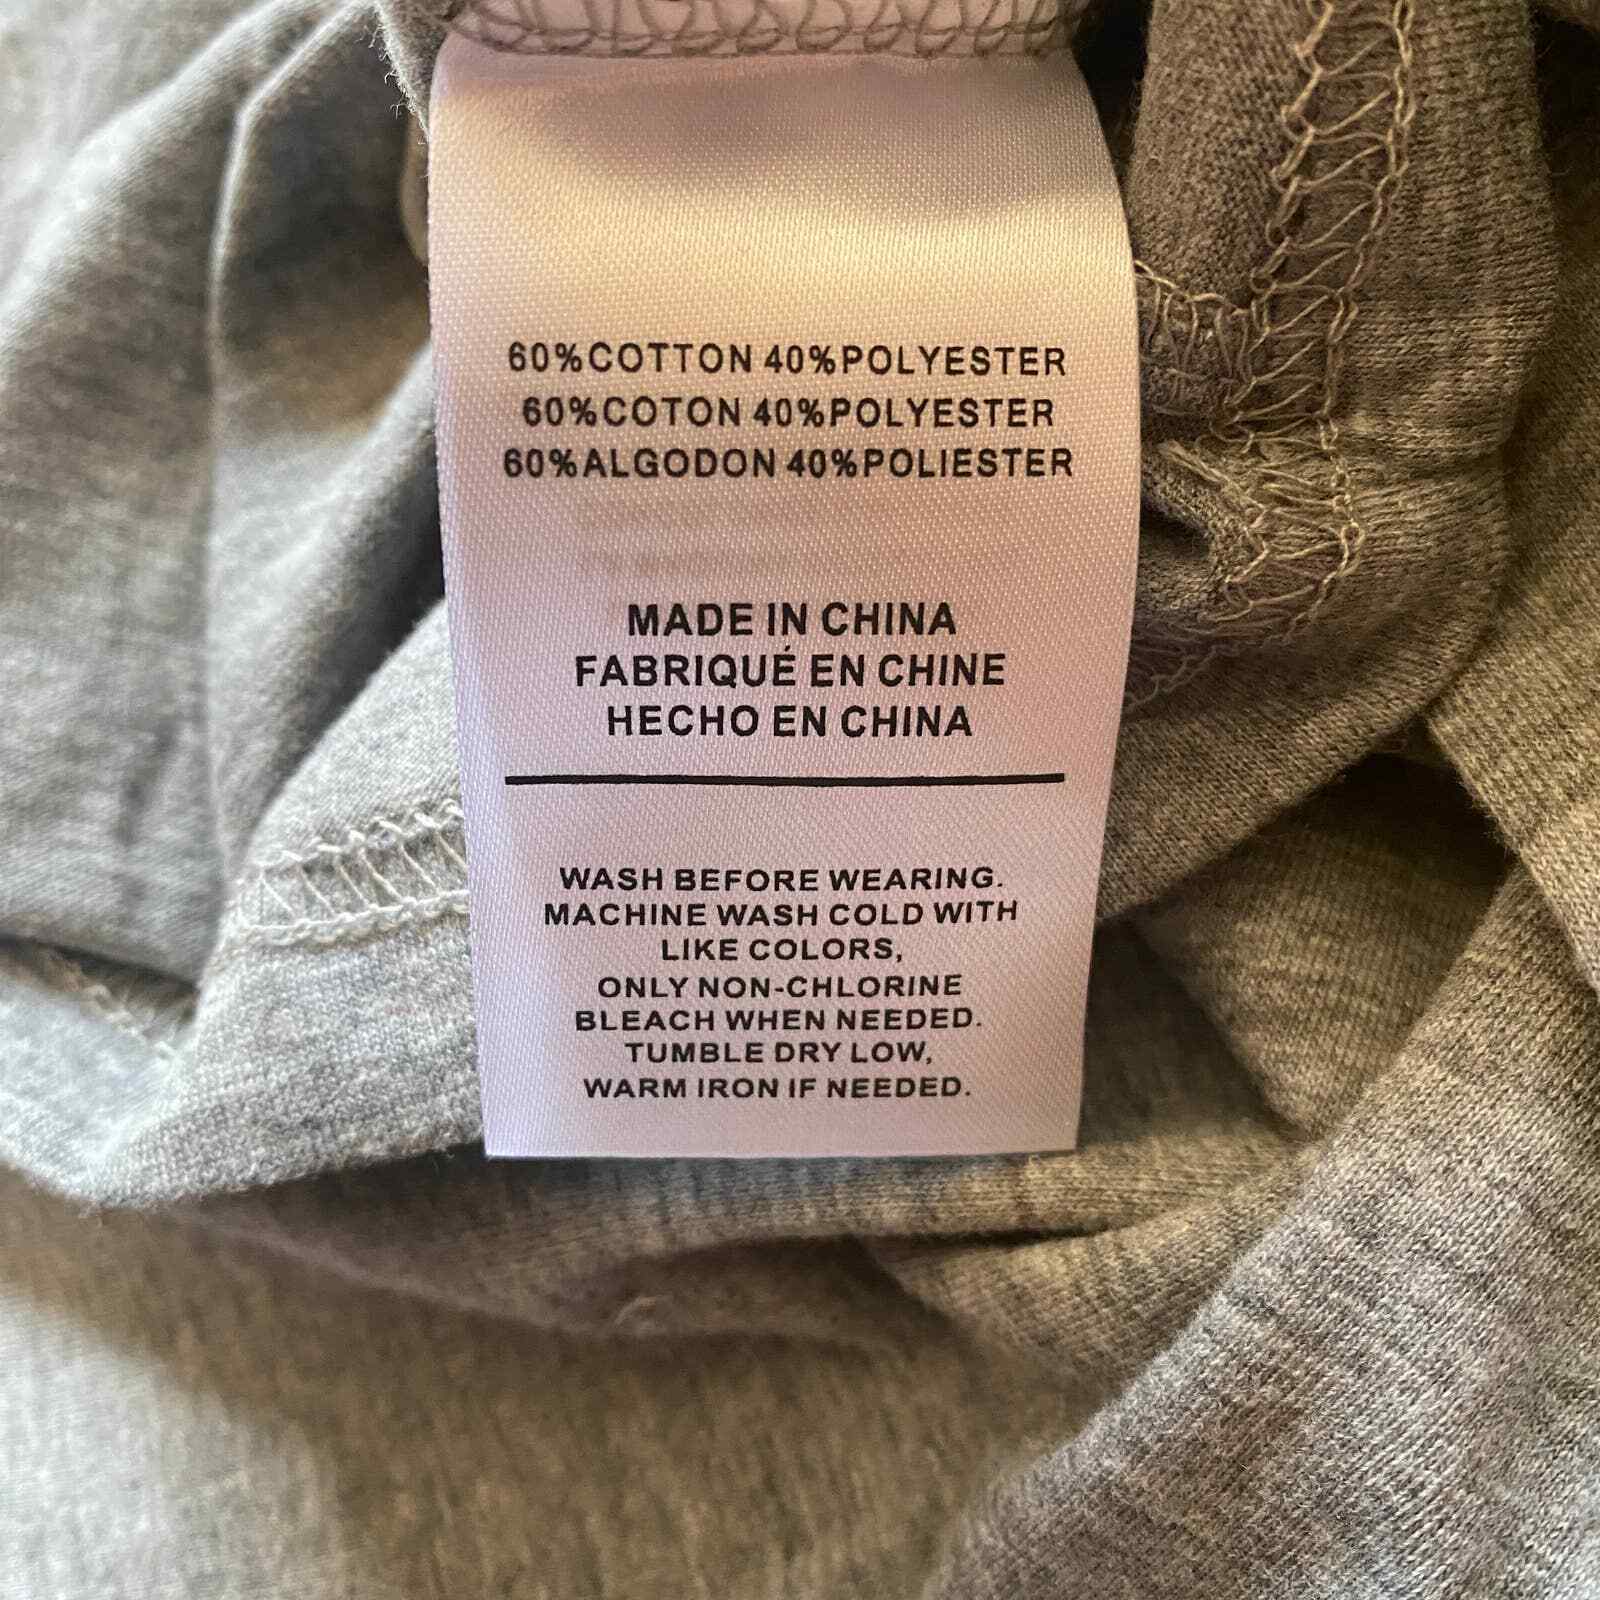 60%COTTON 40%POLYESTER
60%COTON 40%POLYESTER
60%ALGODON 40%POLIESTER
MADE IN CHINA
FABRIQUÉ EN CHINE
HECHO EN CHINA
WASH BEFORE WEARING.
MACHINE WASH COLD WITH
LIKE COLORS,
ONLY NON-CHLORINE
BLEACH WHEN NEEDED.
TUMBLE DRY LOW,
WARM IRON IF NEEDED.